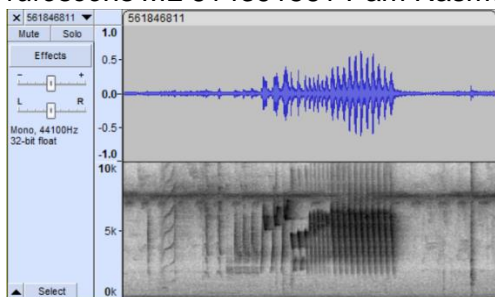 × 561846811 ▼
561846811
Mute Solo
Effects
- +
L R
Mono, 44100Hz
32-bit float
▲ Select
1.0
0.5-
0.0-
-0.5-
-1.0
10k
5k-
0k